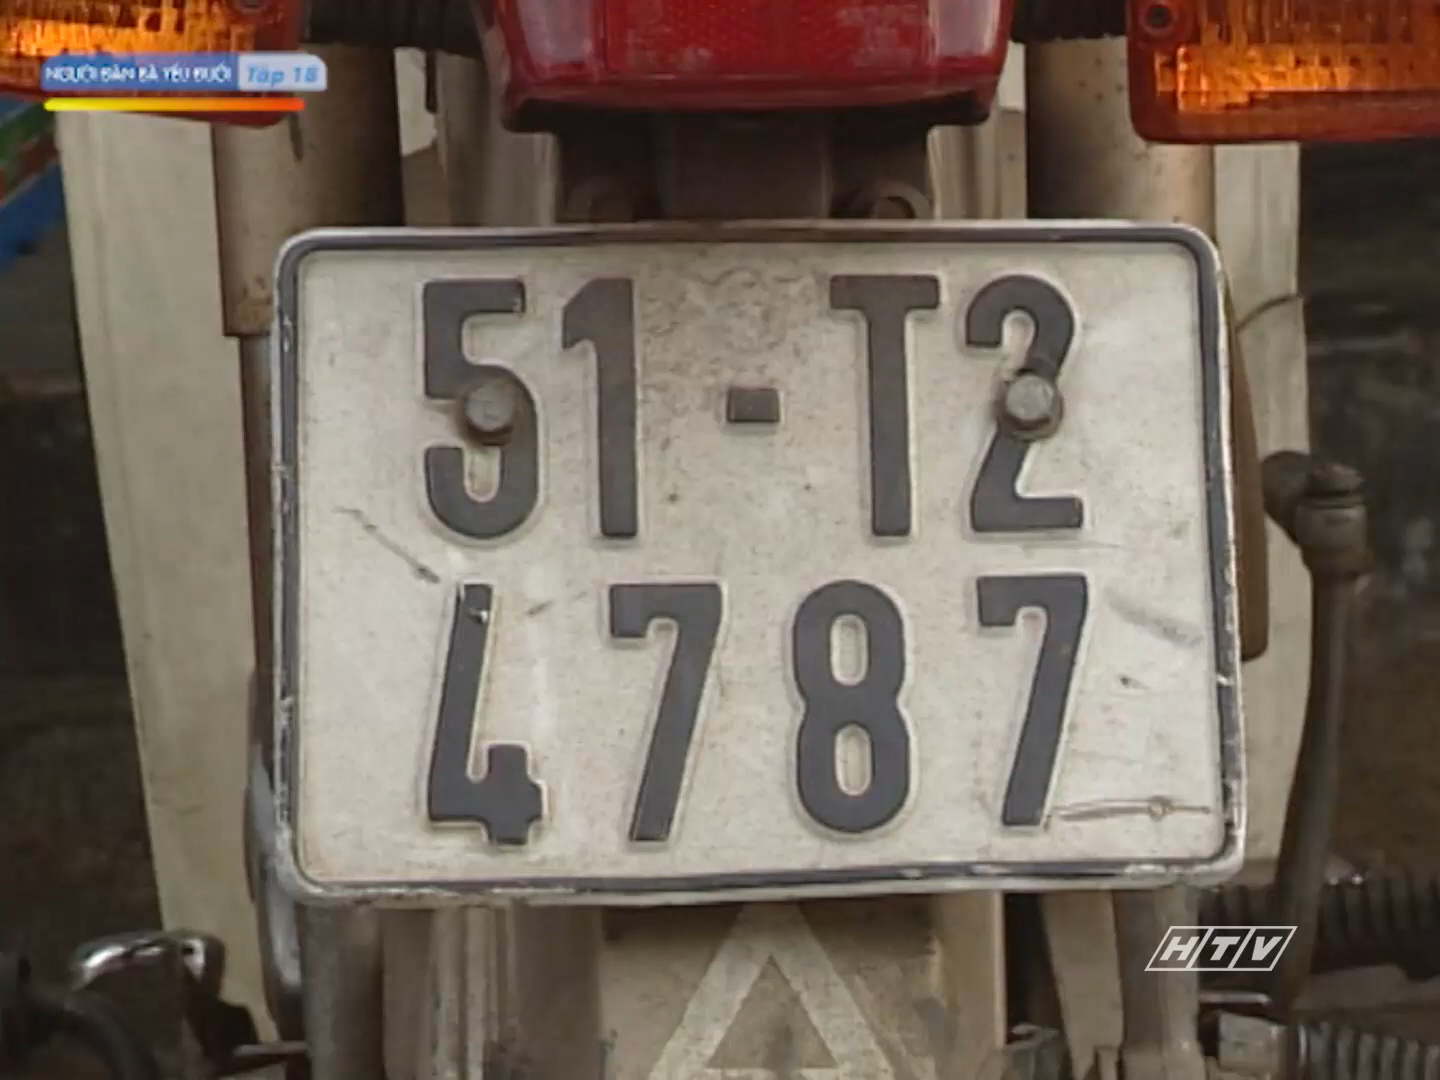 NGƯỜI ĐÀN BÀ YẾU ĐUỐI Tập 18
51-T2
4787
HTV